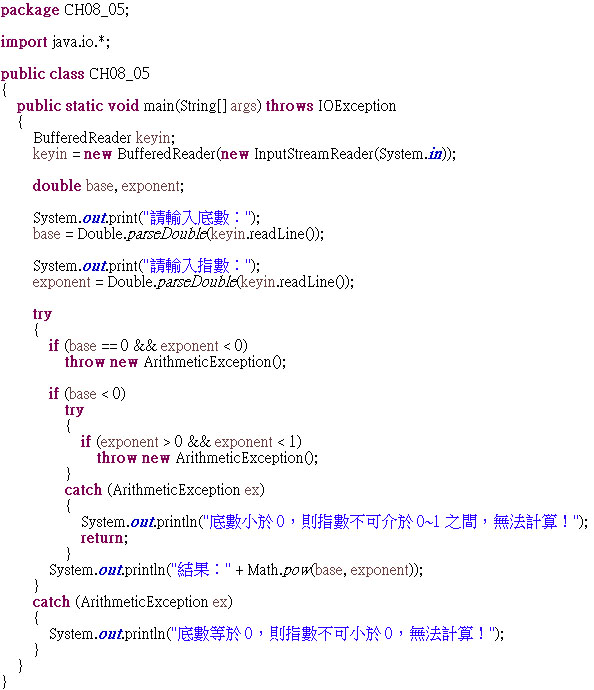 package CH08_05;
import java.io.*;
public class CH08_05
{
public static void main(String[] args) throws IOException
{
BufferedReader keyin;
keyin = new BufferedReader(new InputStreamReader(System.in));
double base, exponent;
System.out.print("請輸入底數：");
base = Double.parseDouble(keyin.readLine());
System.out.print("請輸入指數：");
exponent = Double.parseDouble(keyin.readLine());
try
{
if (base == 0 && exponent < 0)
throw new ArithmeticException();
if (base < 0)
try
{
if (exponent > 0 && exponent < 1)
throw new ArithmeticException();
}
catch (ArithmeticException ex)
{
System.out.println("底數小於 0，則指數不可介於 0~1 之間，無法計算！");
return;
}
System.out.println("結果：" + Math.pow(base, exponent));
}
catch (ArithmeticException ex)
{
System.out.println("底數等於 0，則指數不可小於 0，無法計算！");
}
}
}